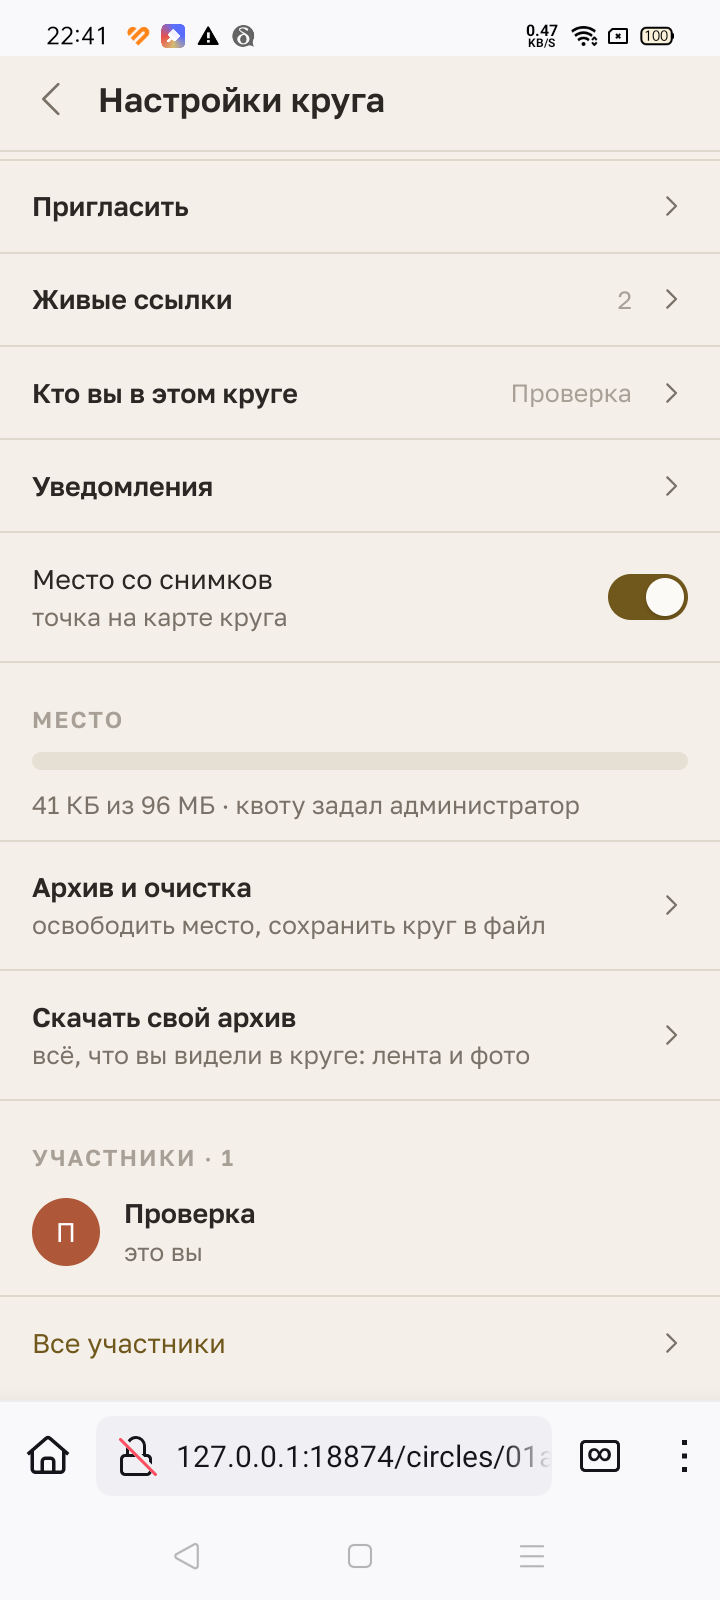 22:41
0.47 KB/S
100
Настройки круга
Пригласить
Живые ссылки 2
Кто вы в этом круге Проверка
Уведомления
Место со снимков
точка на карте круга
МЕСТО
41 КБ из 96 МБ · квоту задал администратор
Архив и очистка
освободить место, сохранить круг в файл
Скачать свой архив
всё, что вы видели в круге: лента и фото
УЧАСТНИКИ · 1
П
Проверка
это вы
Все участники
127.0.0.1:18874/circles/01